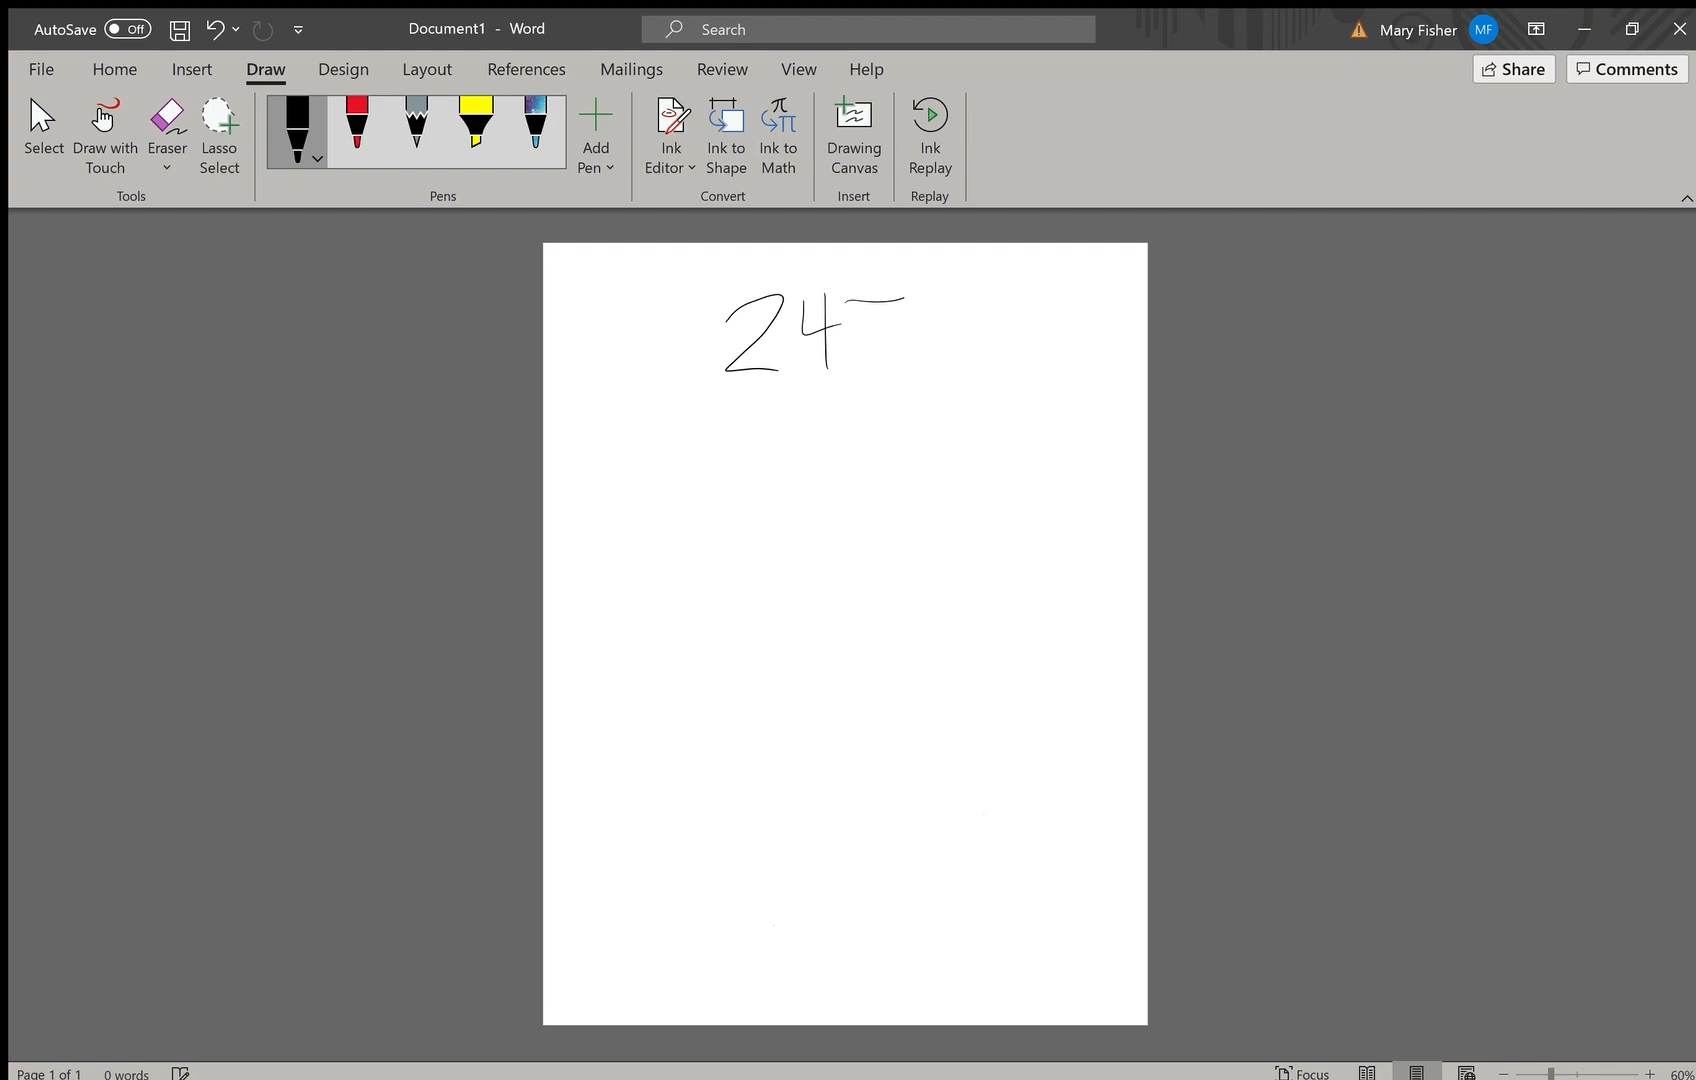 AutoSave Off Document1 - Word Search Mary Fisher MF
File Home Insert Draw Design Layout References Mailings Review View Help Share Comments
Select Draw with Touch Eraser Lasso Select Add Pen Ink Editor Ink to Shape Ink to Math Drawing Canvas Ink Replay
Tools Pens Convert Insert Replay
24‾
Page 1 of 1 0 words Focus 60%